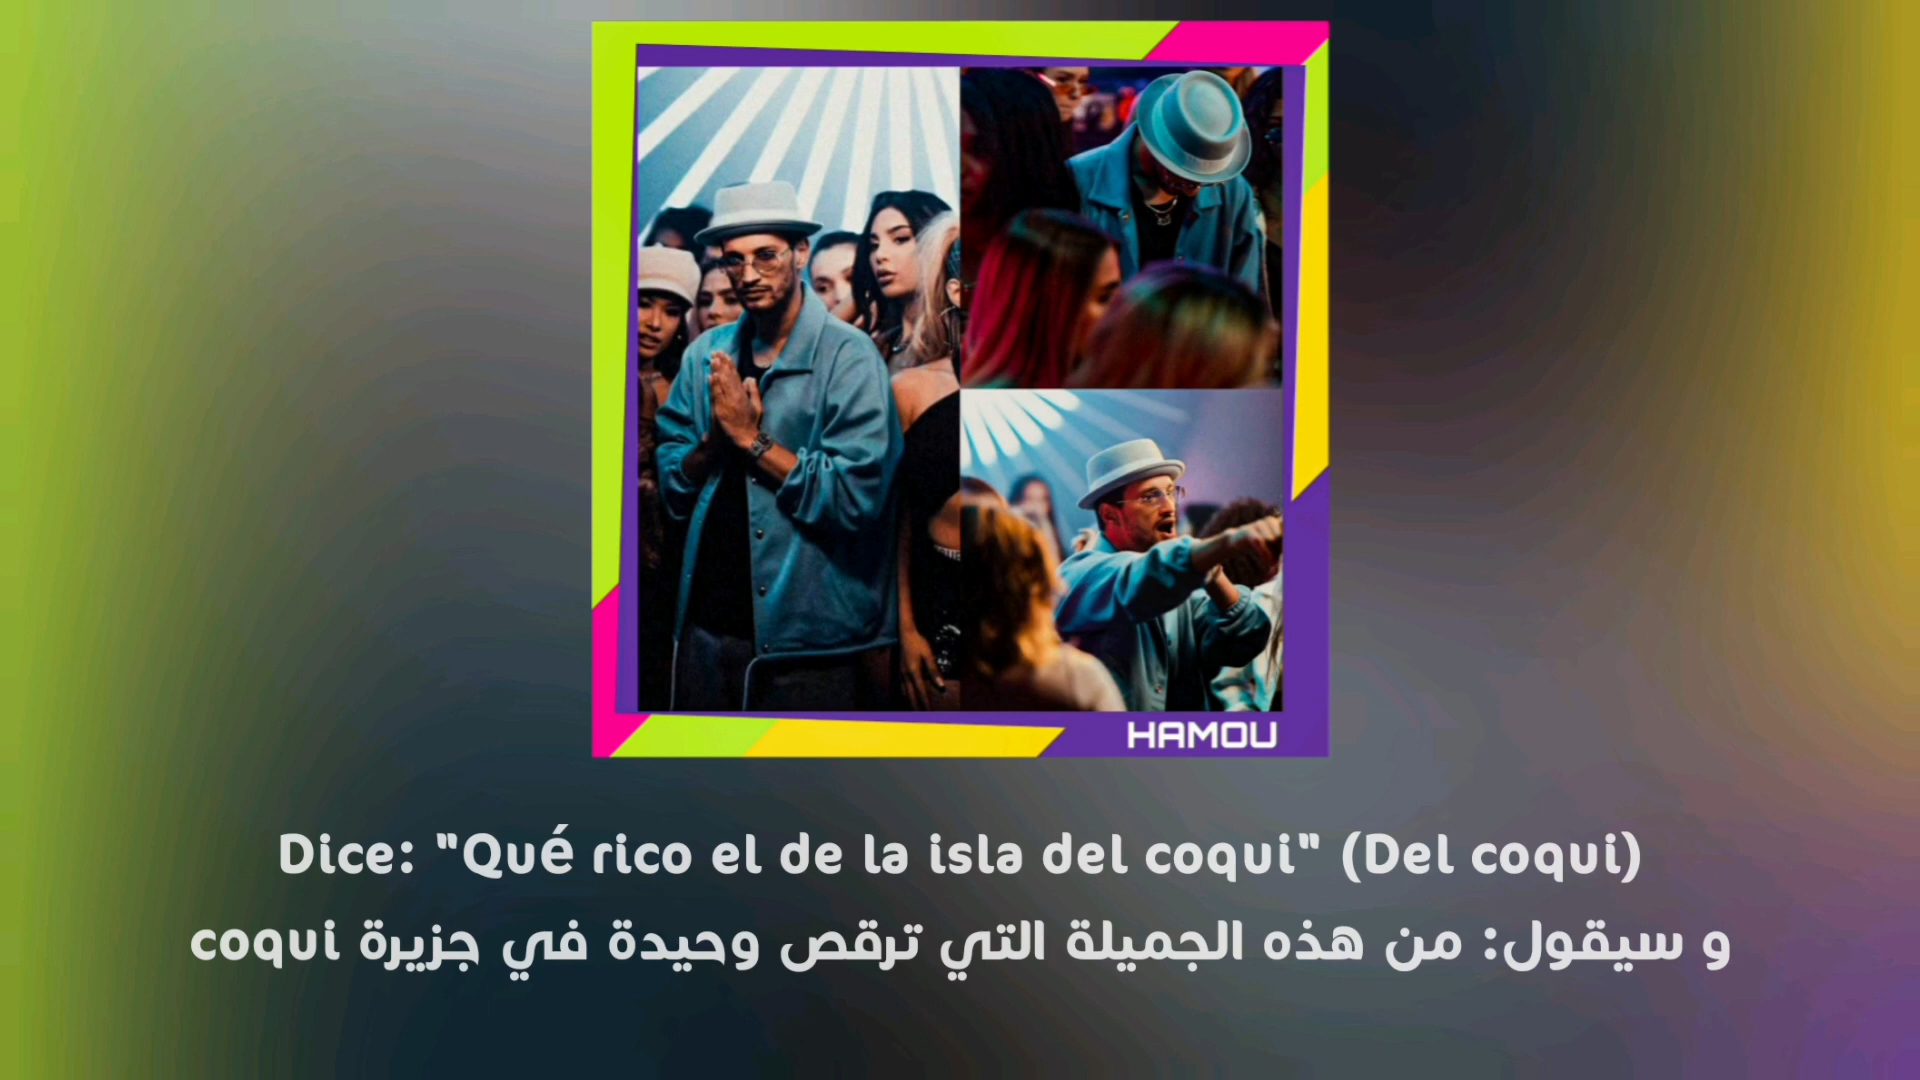 HAMOU
Dice: "Qué rico el de la isla del coqui" (Del coqui)
و سيقول: من هذه الجميلة التي ترقص وحيدة في جزيرة coqui